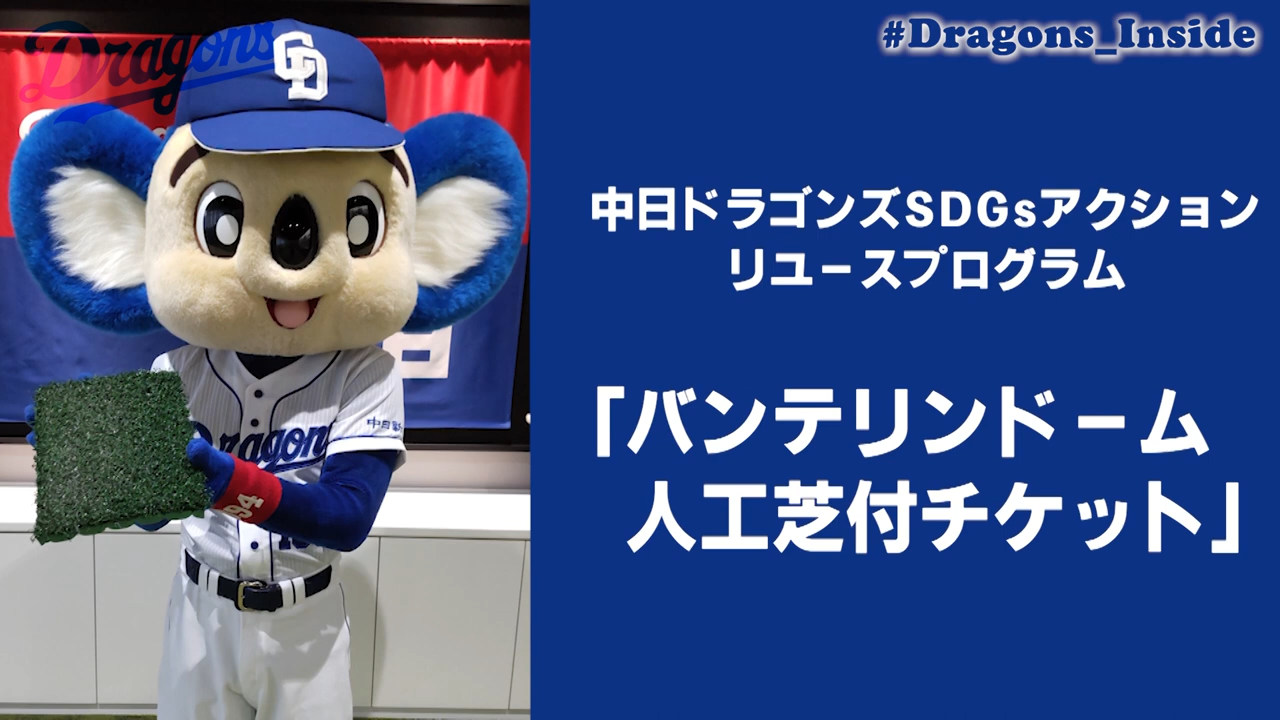 #Dragons_Inside
Dragons
CD
中日ドラゴンズSDGsアクション
リユースプログラム
「バンテリンドーム
人工芝付チケット」
Dragons
94